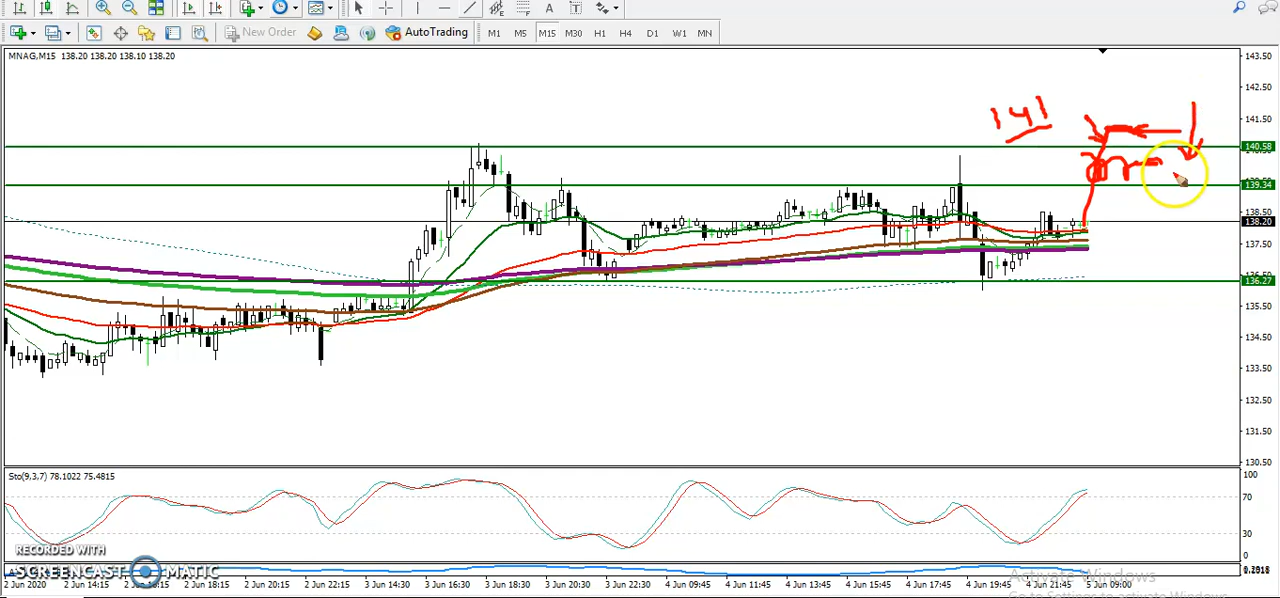 New Order
AutoTrading
M1 M5 M15 M30 H1 H4 D1 W1 MN
MNAG,M15 138.20 138.20 138.10 138.20
143.50
142.50
141
141.50
140.58
139.34
138.50
138.20
137.50
136.27
135.50
134.50
133.50
132.50
131.50
130.50
Sto(9,3,7) 78.1022 75.4815
100
70
30
0
RECORDED WITH
SCREENCAST MATIC
Activate Windows
2 Jun 2020 2 Jun 14:15 2 Jun 18:15 2 Jun 20:15 2 Jun 22:15 3 Jun 14:30 3 Jun 16:30 3 Jun 18:30 3 Jun 20:30 3 Jun 22:30 4 Jun 09:45 4 Jun 11:45 4 Jun 13:45 4 Jun 15:45 4 Jun 17:45 4 Jun 19:45 4 Jun 21:45 5 Jun 09:00
Go to Settings to activate Windows.